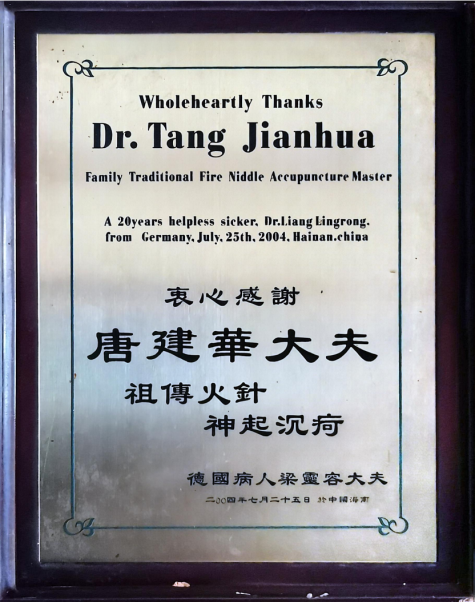 Wholeheartly Thanks
Dr. Tang Jianhua
Family Traditional Fire Niddle Accupuncture Master
A 20years helpless sicker, Dr.Liang Lingrong,
from Germany, July, 25th, 2004, Hainan.china
衷心感謝
唐建華大夫
祖傳火針
神起沉疴
德國病人梁靈容大夫
二〇〇四年七月二十五日 於中國海南